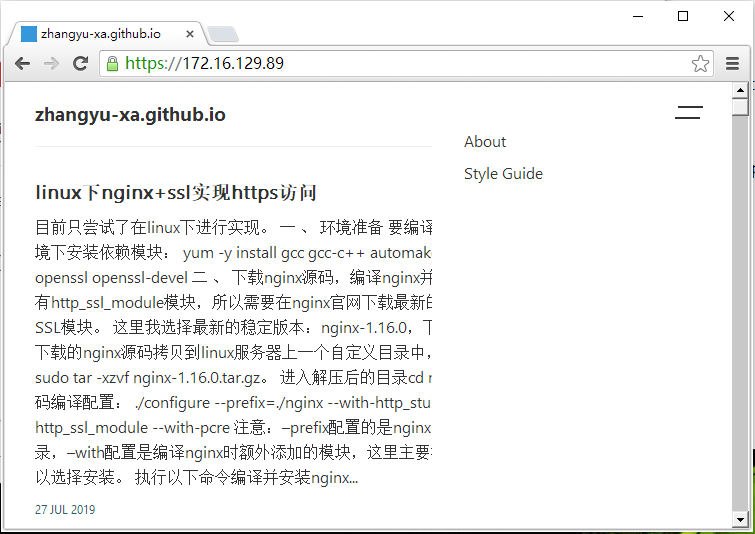 zhangyu-xa.github.io
https://172.16.129.89
zhangyu-xa.github.io
About
Style Guide
linux下nginx+ssl实现https访问
目前只尝试了在linux下进行实现。 一 、 环境准备 要编译
境下安装依赖模块： yum -y install gcc gcc-c++ automak
openssl openssl-devel 二 、 下载nginx源码，编译nginx并
有http_ssl_module模块，所以需要在nginx官网下载最新的
SSL模块。 这里我选择最新的稳定版本：nginx-1.16.0，下
下载的nginx源码拷贝到linux服务器上一个自定义目录中，
sudo tar -xzvf nginx-1.16.0.tar.gz。 进入解压后的目录cd n
码编译配置： ./configure --prefix=./nginx --with-http_stu
http_ssl_module --with-pcre 注意：–prefix配置的是nginx
录，–with配置是编译nginx时额外添加的模块，这里主要
以选择安装。 执行以下命令编译并安装nginx...
27 JUL 2019